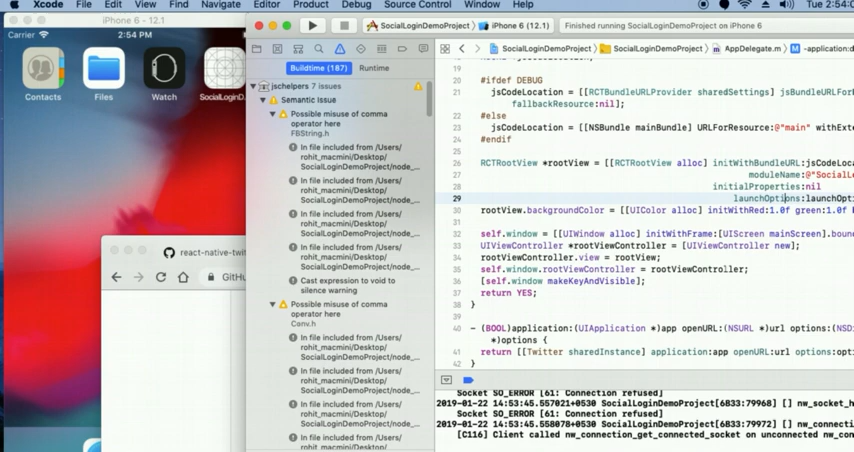 Xcode File Edit View Find Navigate Editor Product Debug Source Control Window Help Tue 2:54:0
iPhone 6 - 12.1
SocialLoginDemoProject iPhone 6 (12.1) Finished running SocialLoginDemoProject on iPhone 6
Carrier 2:54 PM
Contacts Files Watch SocialLoginD...
SocialLoginDemoProject SocialLoginDemoProject AppDelegate.m M -application:d
Buildtime (187) Runtime
jschelpers 7 issues
Semantic Issue
Possible misuse of comma
operator here
FBString.h
In file included from /Users/
rohit_macmini/Desktop/
SocialLoginDemoProject/node_...
In file included from /Users/
rohit_macmini/Desktop/
SocialLoginDemoProject/node_...
In file included from /Users/
rohit_macmini/Desktop/
SocialLoginDemoProject/node_...
In file included from /Users/
rohit_macmini/Desktop/
SocialLoginDemoProject/node_...
Cast expression to void to
silence warning
Possible misuse of comma
operator here
Conv.h
In file included from /Users/
rohit_macmini/Desktop/
SocialLoginDemoProject/node_...
In file included from /Users/
rohit_macmini/Desktop/
SocialLoginDemoProject/node_...
In file included from /Users/
rohit_macmini/Desktop/
SocialLoginDemoProject/node_...
In file included from /Users/
rohit_macmini/Desktop/
react-native-twit
GitHu
19
20 #ifdef DEBUG
21 jsCodeLocation = [[RCTBundleURLProvider sharedSettings] jsBundleURLForB
fallbackResource:nil];
22 #else
23 jsCodeLocation = [[NSBundle mainBundle] URLForResource:@"main" withExte
24 #endif
25
26 RCTRootView *rootView = [[RCTRootView alloc] initWithBundleURL:jsCodeLoca
27 moduleName:@"SocialLo
28 initialProperties:nil
29 launchOptions:launchOpti
30 rootView.backgroundColor = [[UIColor alloc] initWithRed:1.0f green:1.0f b
31
32 self.window = [[UIWindow alloc] initWithFrame:[UIScreen mainScreen].bound
33 UIViewController *rootViewController = [UIViewController new];
34 rootViewController.view = rootView;
35 self.window.rootViewController = rootViewController;
36 [self.window makeKeyAndVisible];
37 return YES;
38 }
39
40 - (BOOL)application:(UIApplication *)app openURL:(NSURL *)url options:(NSDi
*)options {
41 return [[Twitter sharedInstance] application:app openURL:url options:opti
42 }
Socket SO_ERROR [61: Connection refused]
2019-01-22 14:53:45.557021+0530 SocialLoginDemoProject[6833:79968] [] nw_socket_h
Socket SO_ERROR [61: Connection refused]
2019-01-22 14:53:45.558078+0530 SocialLoginDemoProject[6833:79972] [] nw_connecti
[C116] Client called nw_connection_get_connected_socket on unconnected nw_con